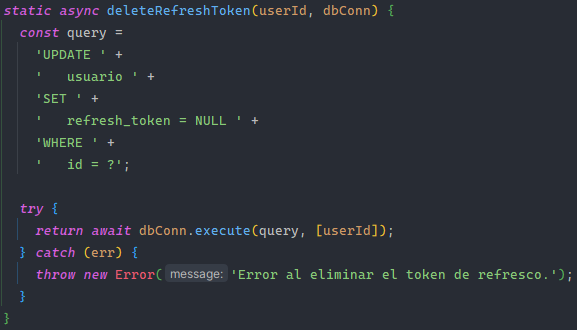 static async deleteRefreshToken(userId, dbConn) {
  const query =
    'UPDATE ' +
    '   usuario ' +
    'SET ' +
    '   refresh_token = NULL ' +
    'WHERE ' +
    '   id = ?';

  try {
    return await dbConn.execute(query, [userId]);
  } catch (err) {
    throw new Error( message: 'Error al eliminar el token de refresco.');
  }
}